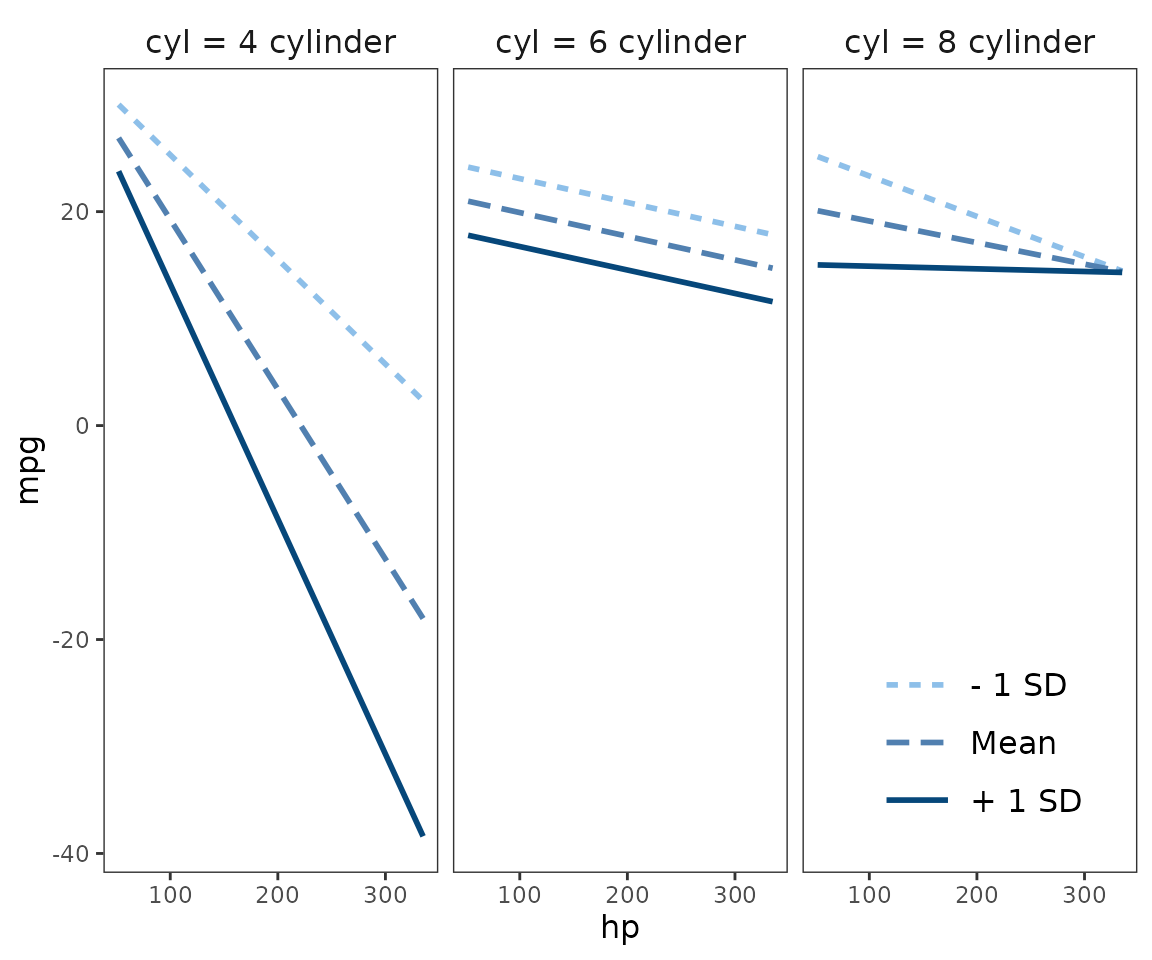 cyl = 4 cylinder
cyl = 6 cylinder
cyl = 8 cylinder
mpg
20
0
-20
-40
- 1 SD
Mean
+ 1 SD
100 200 300
100 200 300
100 200 300
hp